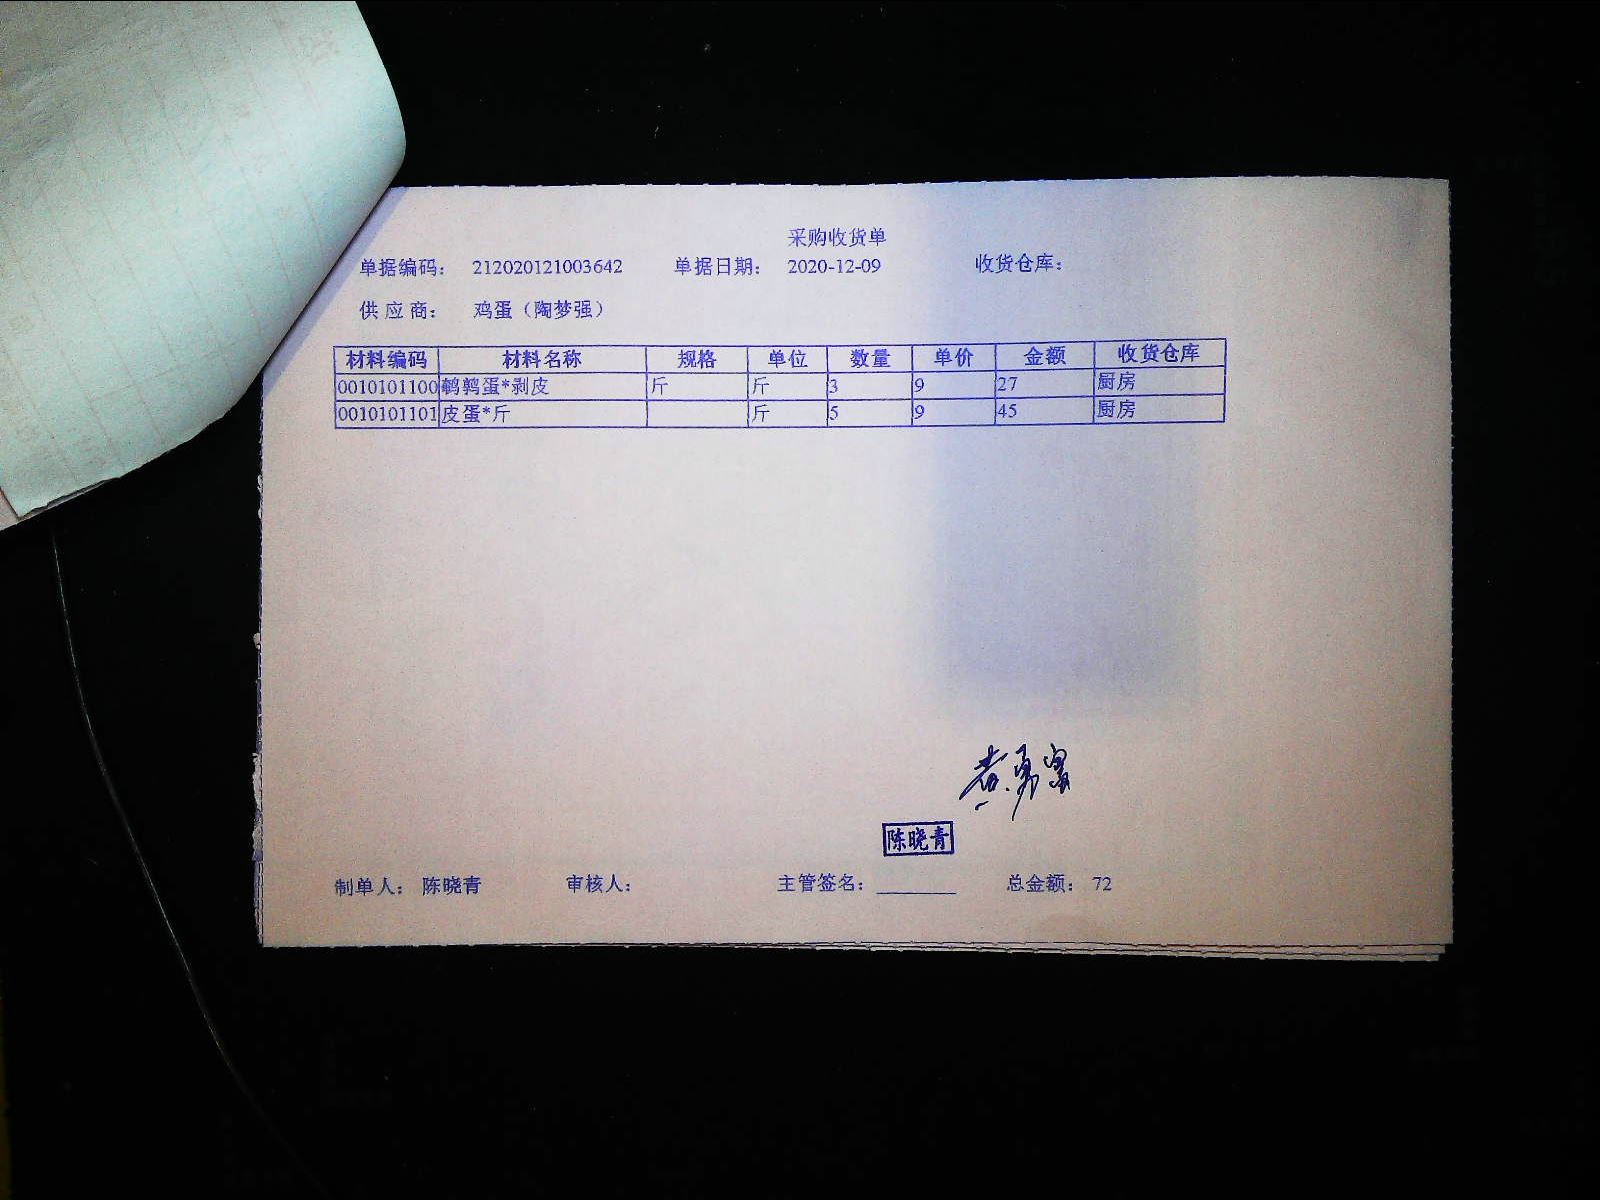 采购收货单
单据编码： 212020121003642 单据日期： 2020-12-09 收货仓库：
供应商： 鸡蛋（陶梦强）
材料编码 材料名称 规格 单位 数量 单价 金额 收货仓库
0010101100 鹌鹑蛋*剥皮 斤 斤 3 9 27 厨房
0010101101 皮蛋*斤 斤 5 9 45 厨房
陈晓青
制单人： 陈晓青 审核人： 主管签名： ________ 总金额： 72